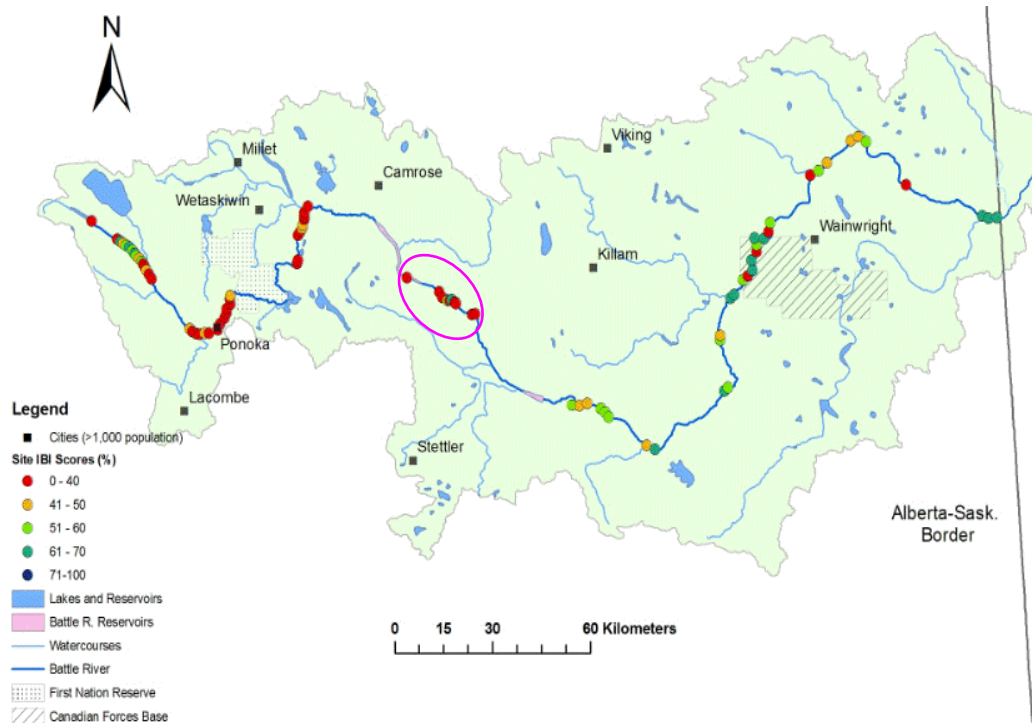 N
Millet
Viking
Camrose
Wetaskiwin
Wainwright
Killam
Ponoka
Lacombe
Stettler
Alberta-Sask.
Border
Legend
Cities (>1,000 population)
Site IBI Scores (%)
0 - 40
41 - 50
51 - 60
61 - 70
71-100
Lakes and Reservoirs
Battle R. Reservoirs
Watercourses
Battle River
First Nation Reserve
Canadian Forces Base
0 15 30 60 Kilometers